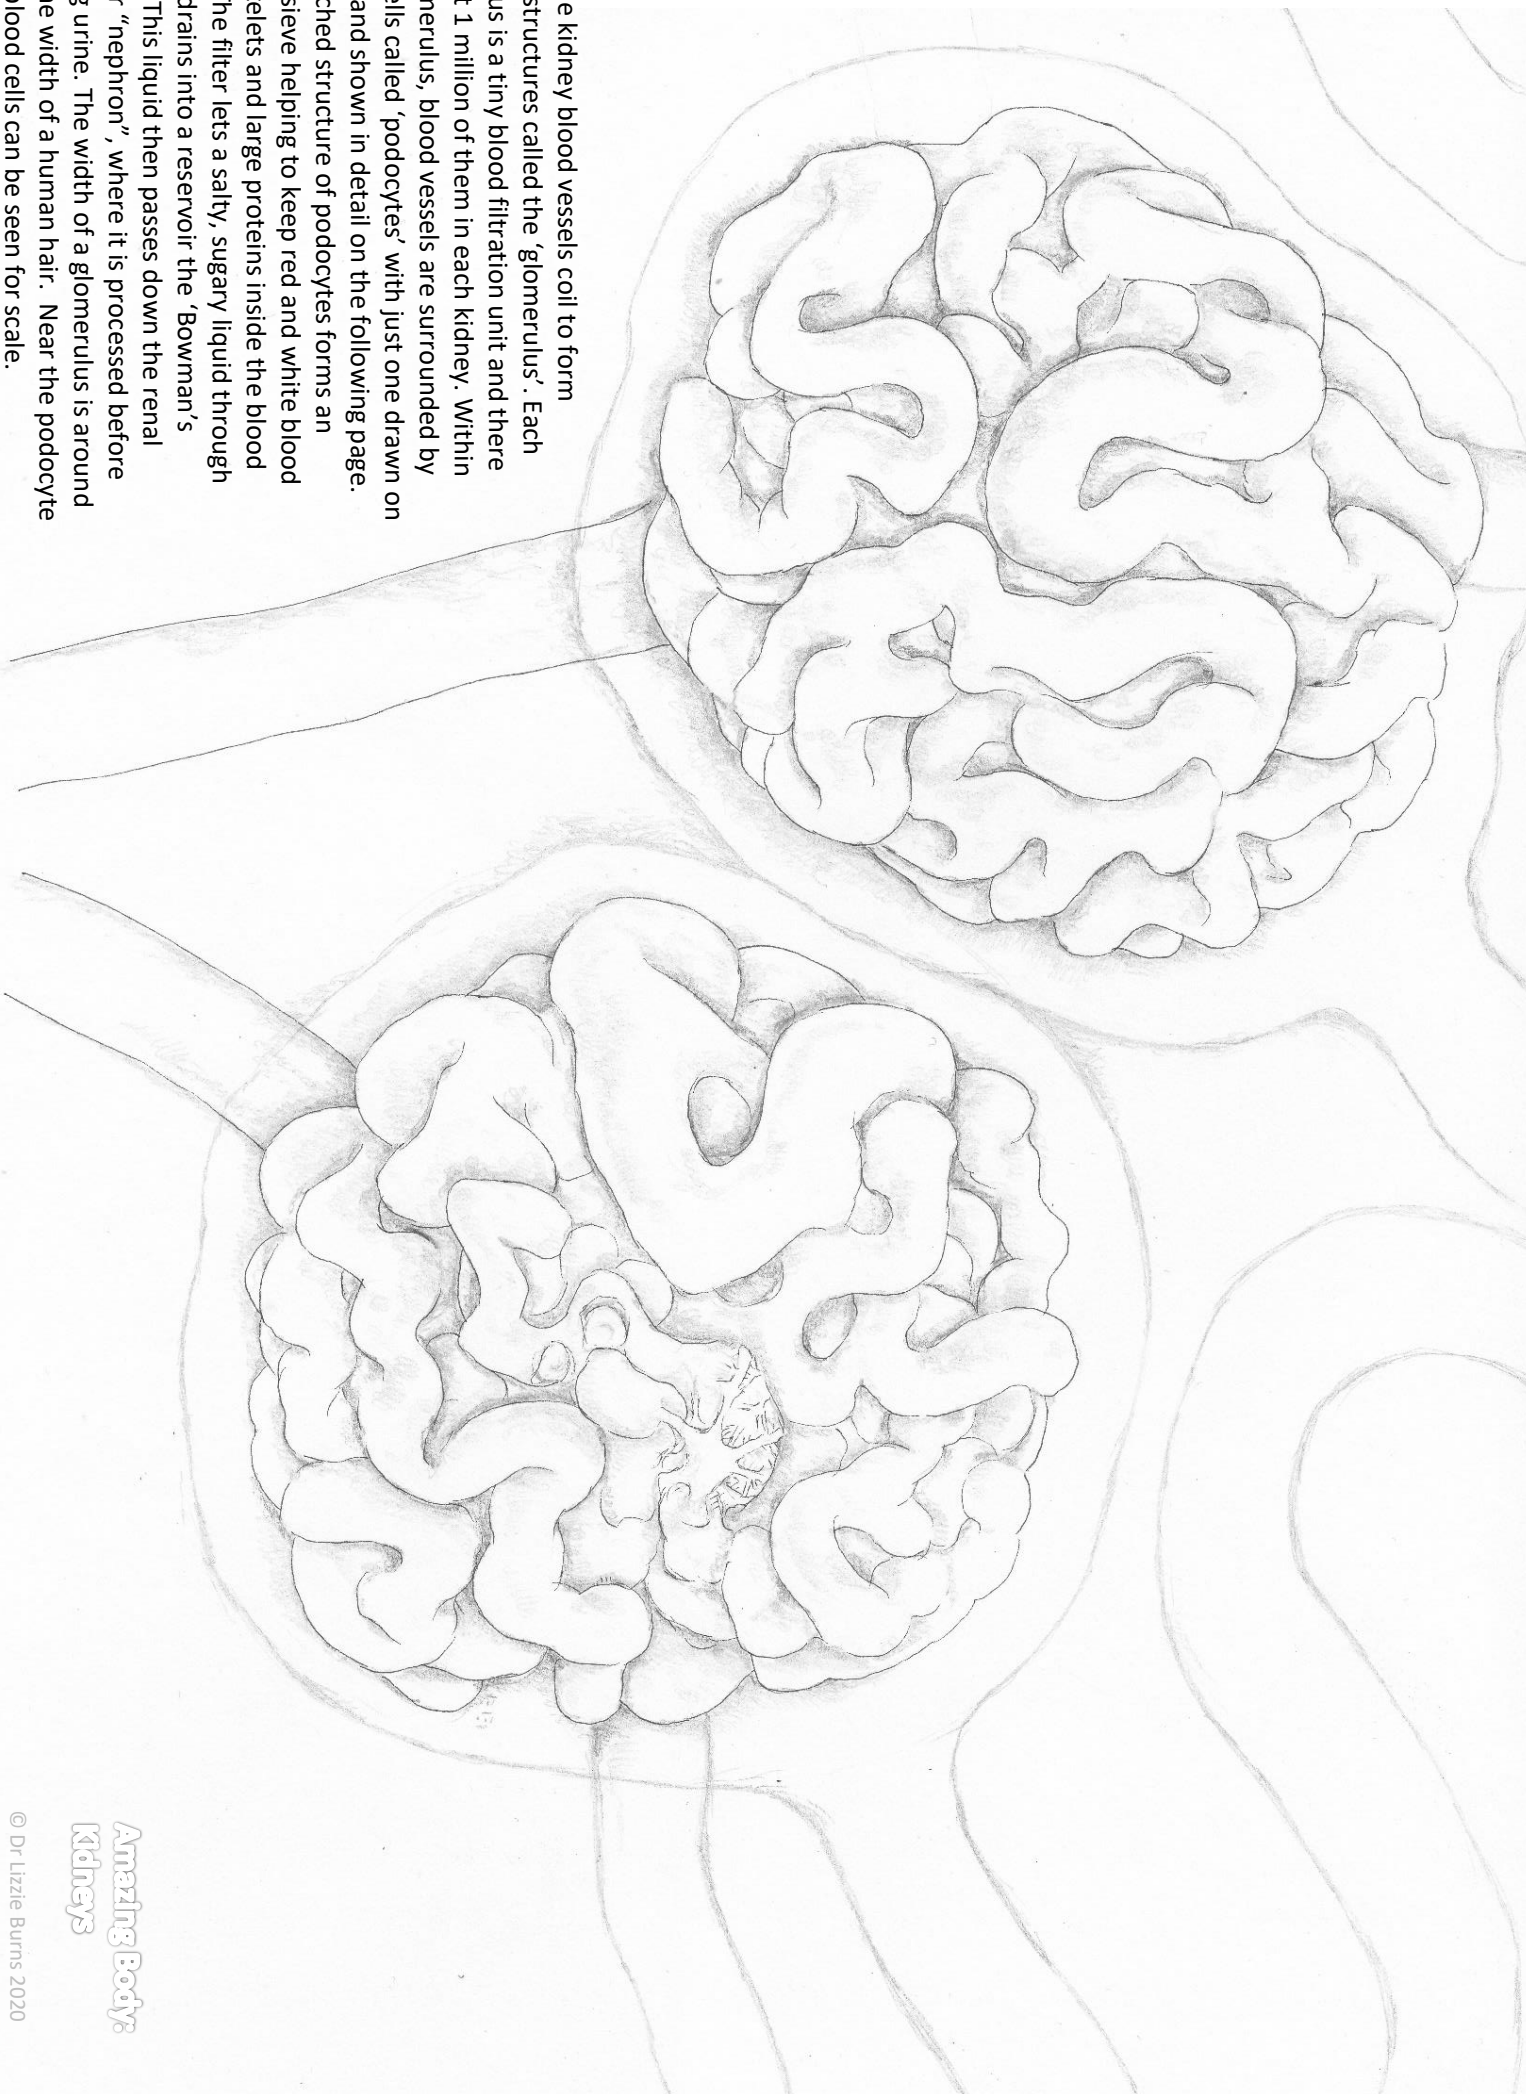 e kidney blood vessels coil to form
structures called the ‘glomerulus’. Each
us is a tiny blood filtration unit and there
t 1 million of them in each kidney. Within
merulus, blood vessels are surrounded by
ells called ‘podocytes’ with just one drawn on
and shown in detail on the following page.
ched structure of podocytes forms an
sieve helping to keep red and white blood
elets and large proteins inside the blood
he filter lets a salty, sugary liquid through
drains into a reservoir the ‘Bowman’s
This liquid then passes down the renal
r “nephron”, where it is processed before
g urine. The width of a glomerulus is around
he width of a human hair. Near the podocyte
blood cells can be seen for scale.
Amazing Body:
Kidneys
© Dr Lizzie Burns 2020